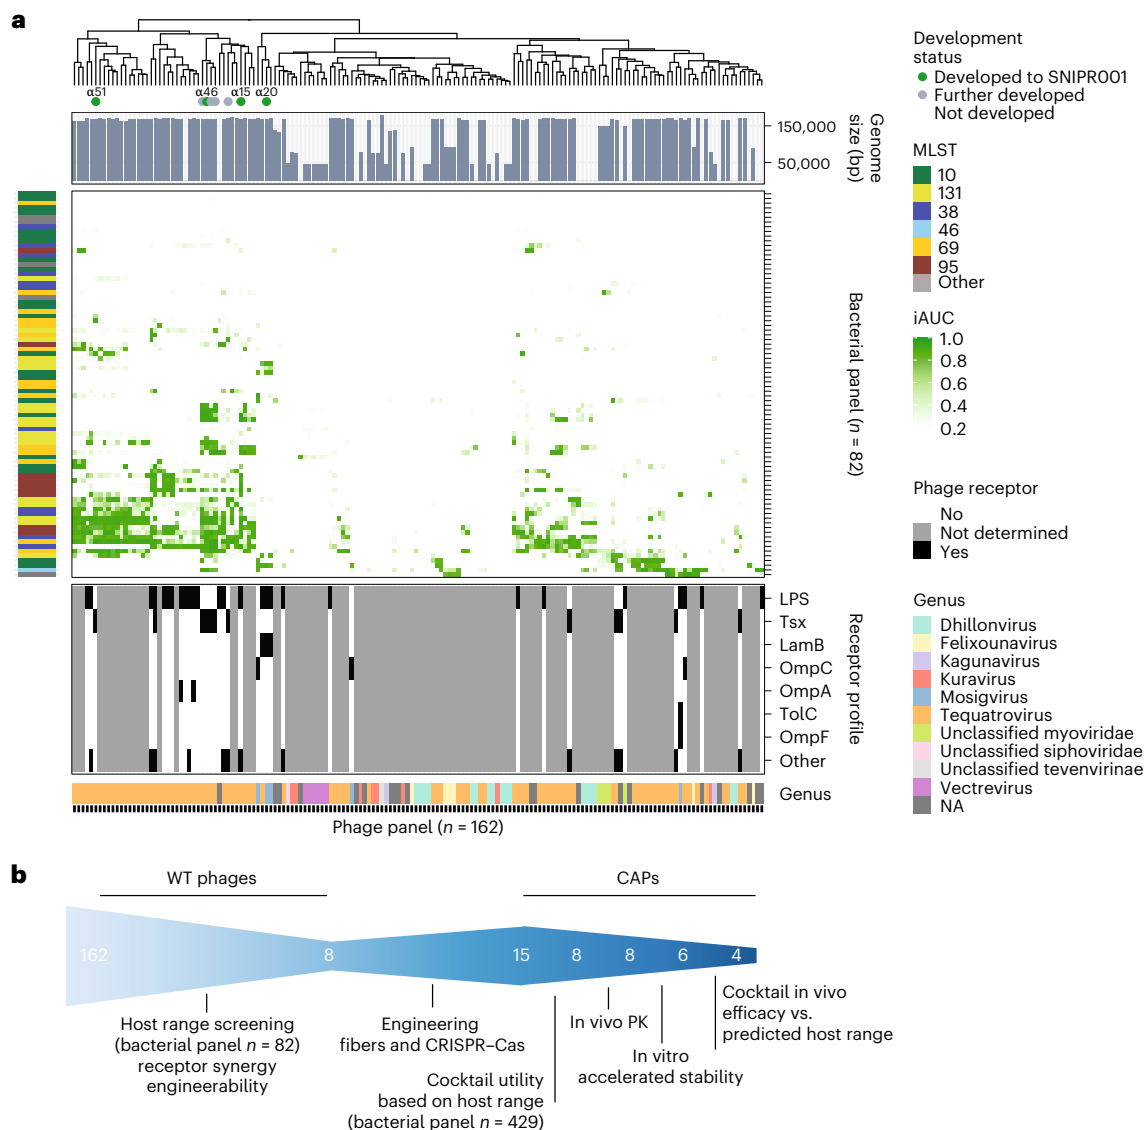 a
α51
α46
α15
α20
Development
status
Developed to SNIPR001
Further developed
Not developed
150,000
50,000
Genome
size (bp)
MLST
10
131
38
46
69
95
Other
Bacterial panel (n = 82)
iAUC
1.0
0.8
0.6
0.4
0.2
Phage receptor
No
Not determined
Yes
LPS
Tsx
LamB
OmpC
OmpA
TolC
OmpF
Other
Receptor profile
Genus
Phage panel (n = 162)
Genus
Dhillonvirus
Felixounavirus
Kagunavirus
Kuravirus
Mosigvirus
Tequatrovirus
Unclassified myoviridae
Unclassified siphoviridae
Unclassified tevenvirinae
Vectrevirus
NA
b
WT phages
CAPs
162
8
15
8
8
6
4
Host range screening
(bacterial panel n = 82)
receptor synergy
engineerability
Engineering
fibers and CRISPR–Cas
Cocktail utility
based on host range
(bacterial panel n = 429)
In vivo PK
In vitro
accelerated stability
Cocktail in vivo
efficacy vs.
predicted host range